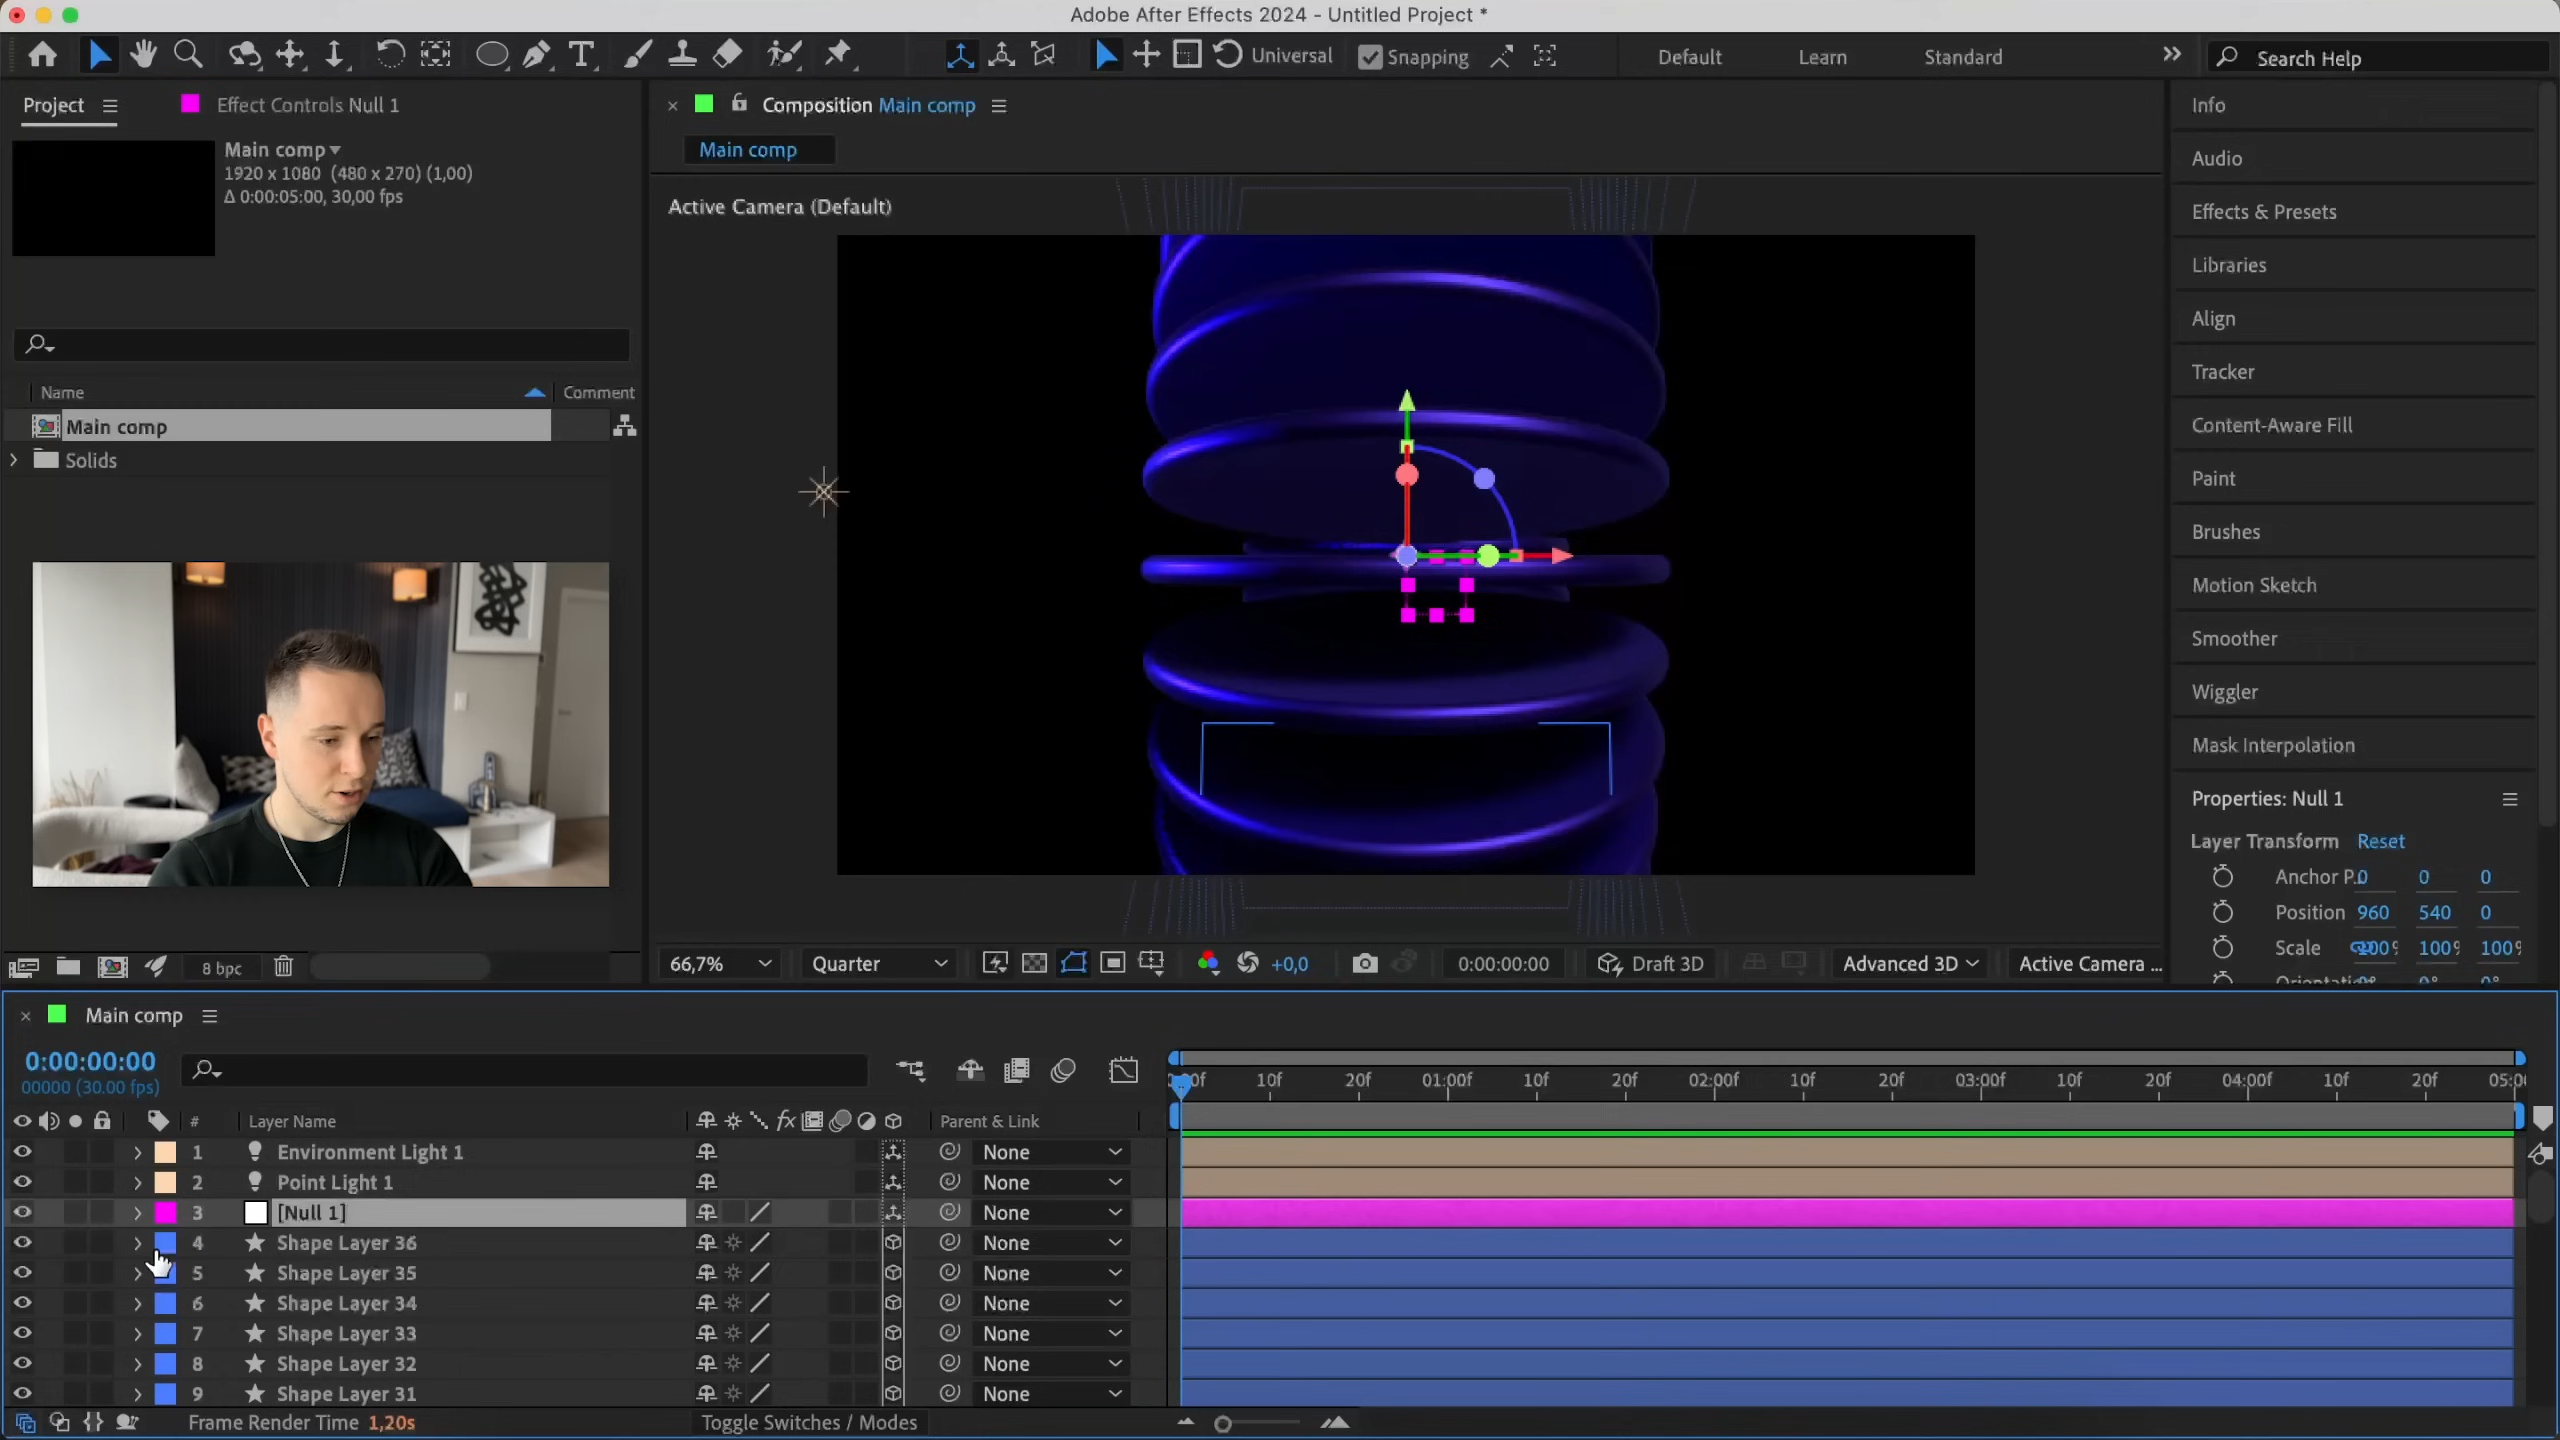 Adobe After Effects 2024 - Untitled Project *
Universal
Snapping
Default
Learn
Standard
Search Help
Project
Effect Controls Null 1
Composition Main comp
Main comp
1920 x 1080 (480 x 270) (1,00)
Δ 0:00:05:00, 30,00 fps
Main comp
Active Camera (Default)
Name
Comment
Main comp
Solids
8 bpc
66,7%
Quarter
+0,0
0:00:00:00
Draft 3D
Advanced 3D
Active Camera ...
Info
Audio
Effects & Presets
Libraries
Align
Tracker
Content-Aware Fill
Paint
Brushes
Motion Sketch
Smoother
Wiggler
Mask Interpolation
Properties: Null 1
Layer Transform Reset
Anchor P.. 0 0 0
Position 960 540 0
Scale 100% 100% 100%
Main comp
0:00:00:00
00000 (30.00 fps)
10f 20f 01:00f 10f 20f 02:00f 10f 20f 03:00f 10f 20f 04:00f 10f 20f
# Layer Name
fx
Parent & Link
1 Environment Light 1 None
2 Point Light 1 None
3 [Null 1] None
4 Shape Layer 36 None
5 Shape Layer 35 None
6 Shape Layer 34 None
7 Shape Layer 33 None
8 Shape Layer 32 None
9 Shape Layer 31 None
Frame Render Time 1,20s
Toggle Switches / Modes